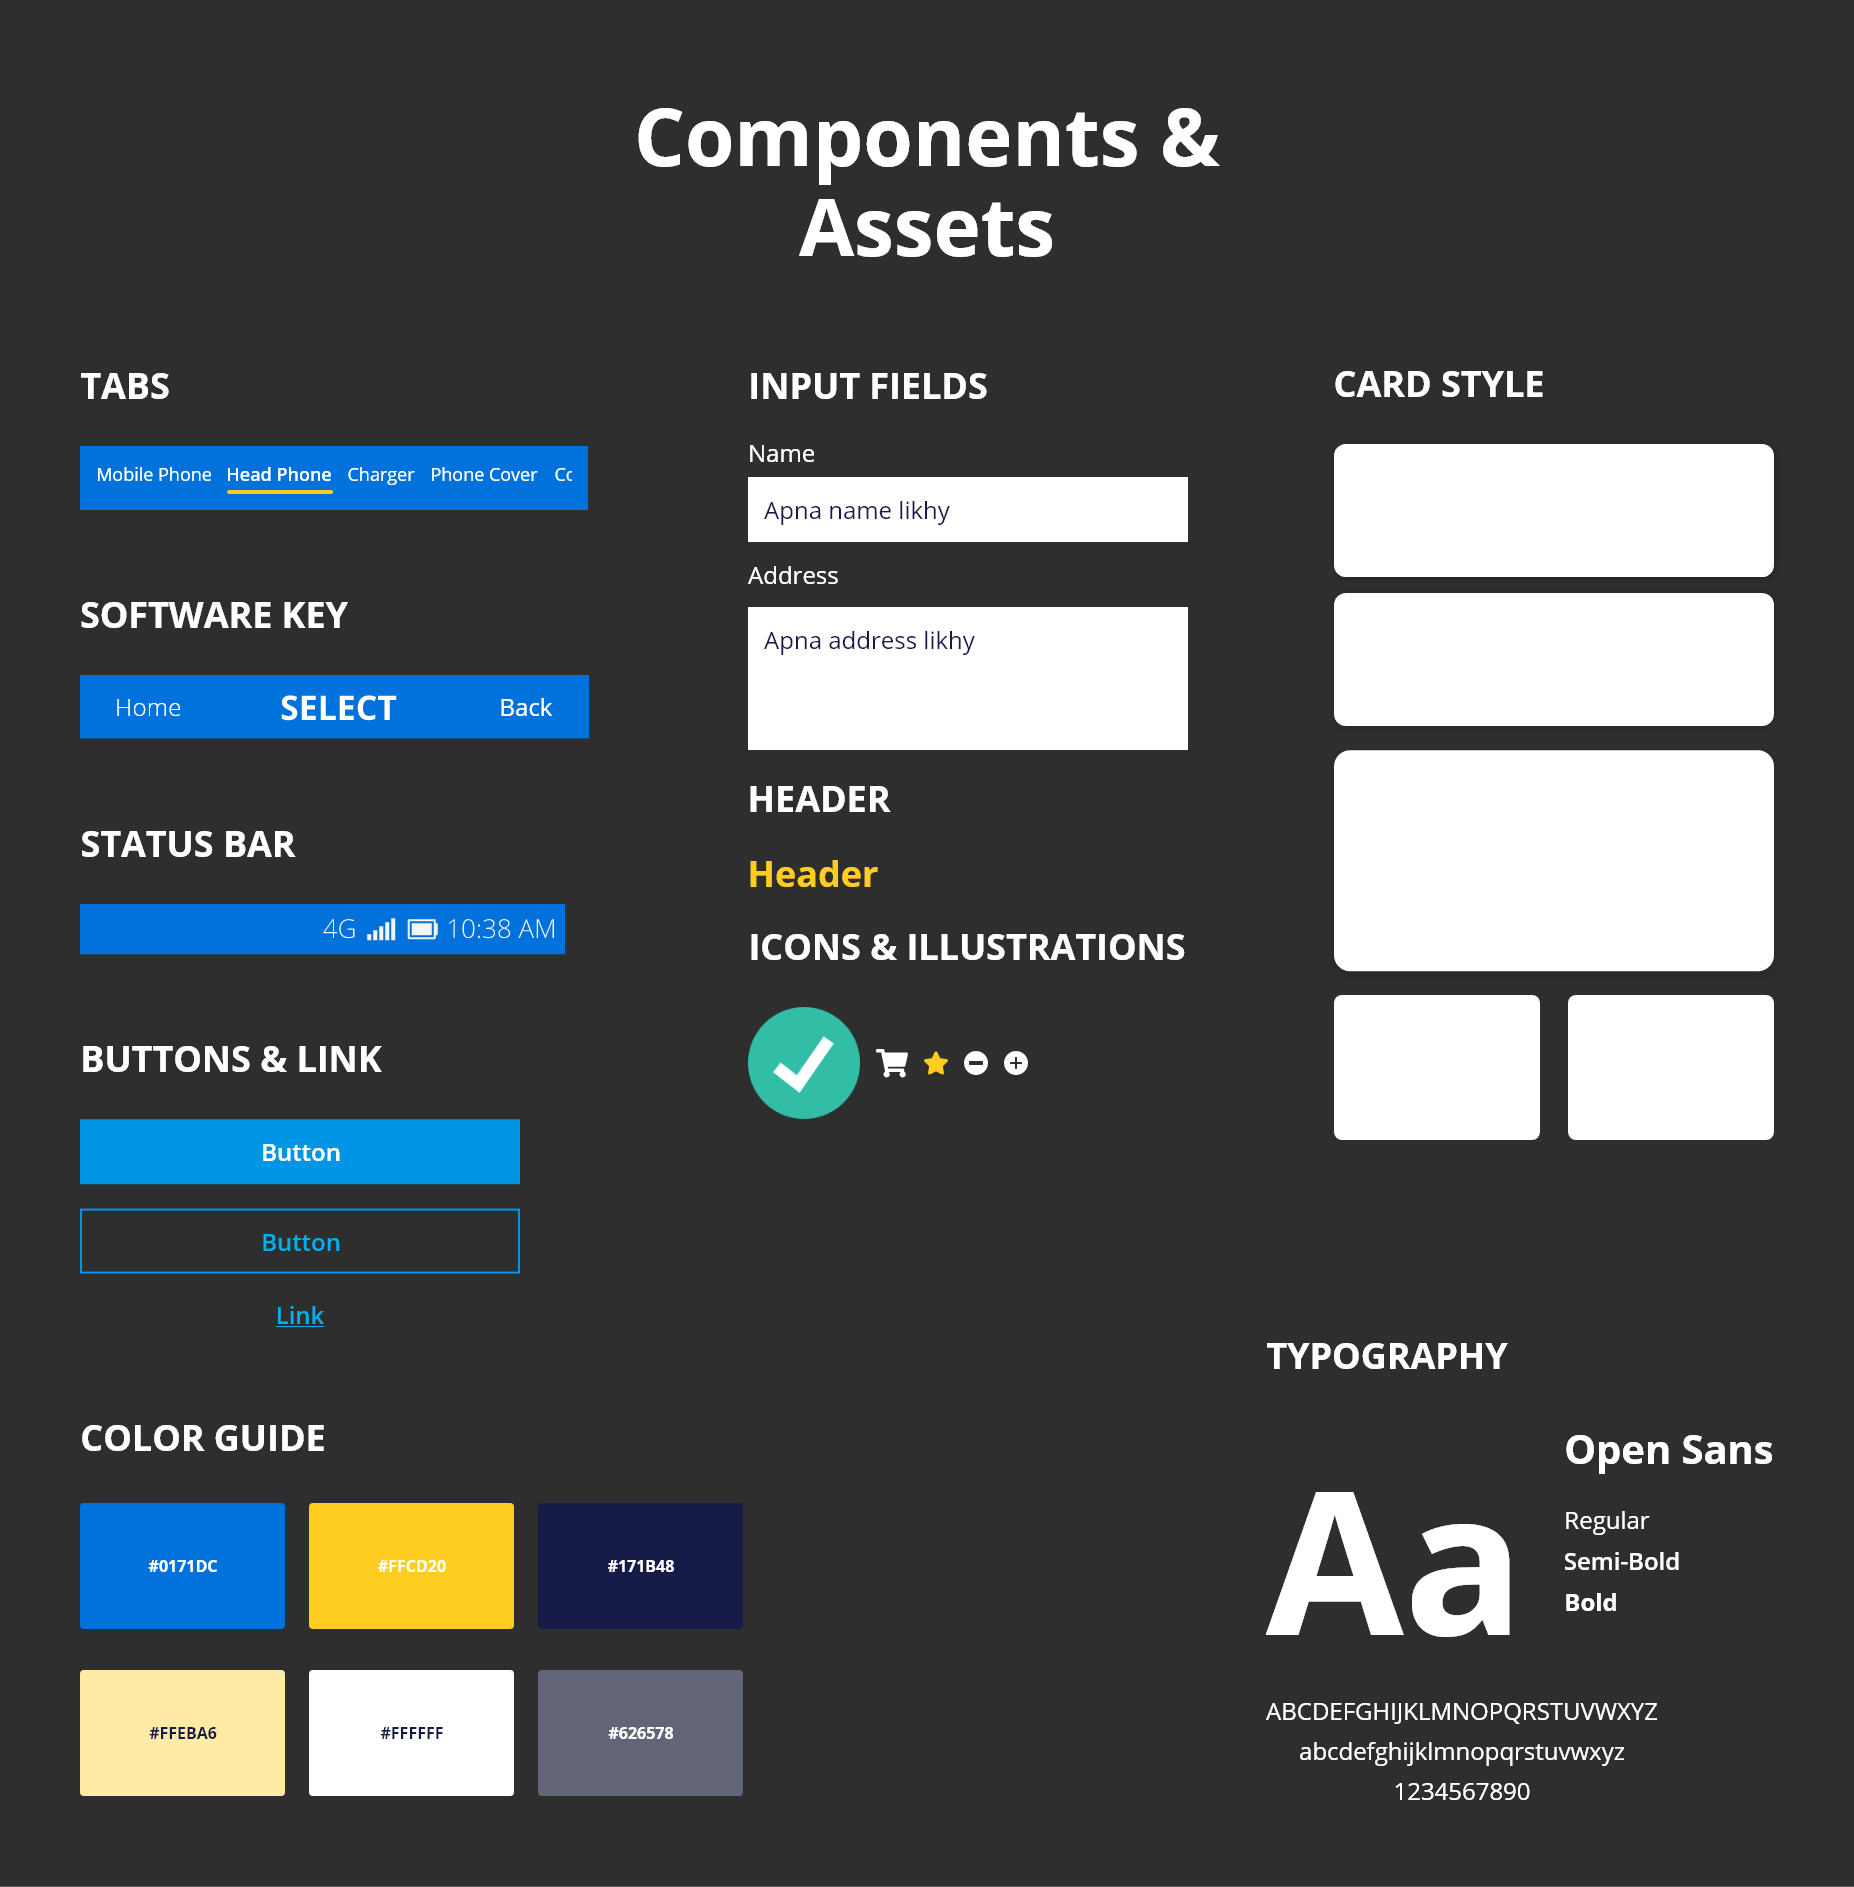 Components &
Assets
TABS
Mobile Phone Head Phone Charger Phone Cover
SOFTWARE KEY
Home SELECT Back
STATUS BAR
4G 10:38 AM
BUTTONS & LINK
Button
Button
Link
INPUT FIELDS
Name
Apna name likhy
Address
Apna address likhy
HEADER
Header
ICONS & ILLUSTRATIONS
CARD STYLE
COLOR GUIDE
#0171DC #FFCD20 #171B48
#FFEBA6 #FFFFFF #626578
TYPOGRAPHY
Aa
Open Sans
Regular
Semi-Bold
Bold
ABCDEFGHIJKLMNOPQRSTUVWXYZ
abcdefghijklmnopqrstuvwxyz
1234567890